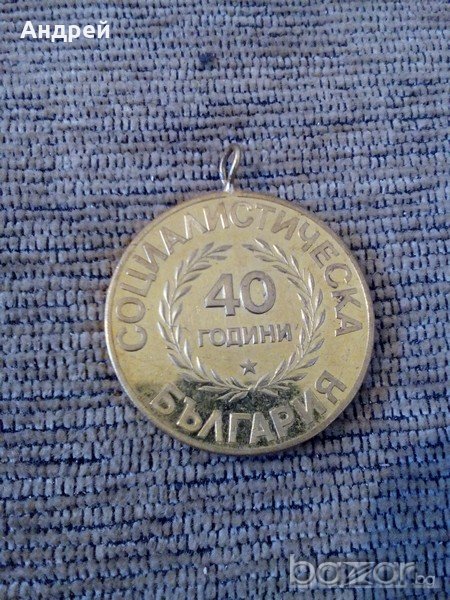 Андрей
СОЦИАЛИСТИЧЕСКА
40
ГОДИНИ
БЪЛГАРИЯ
bazar.bg